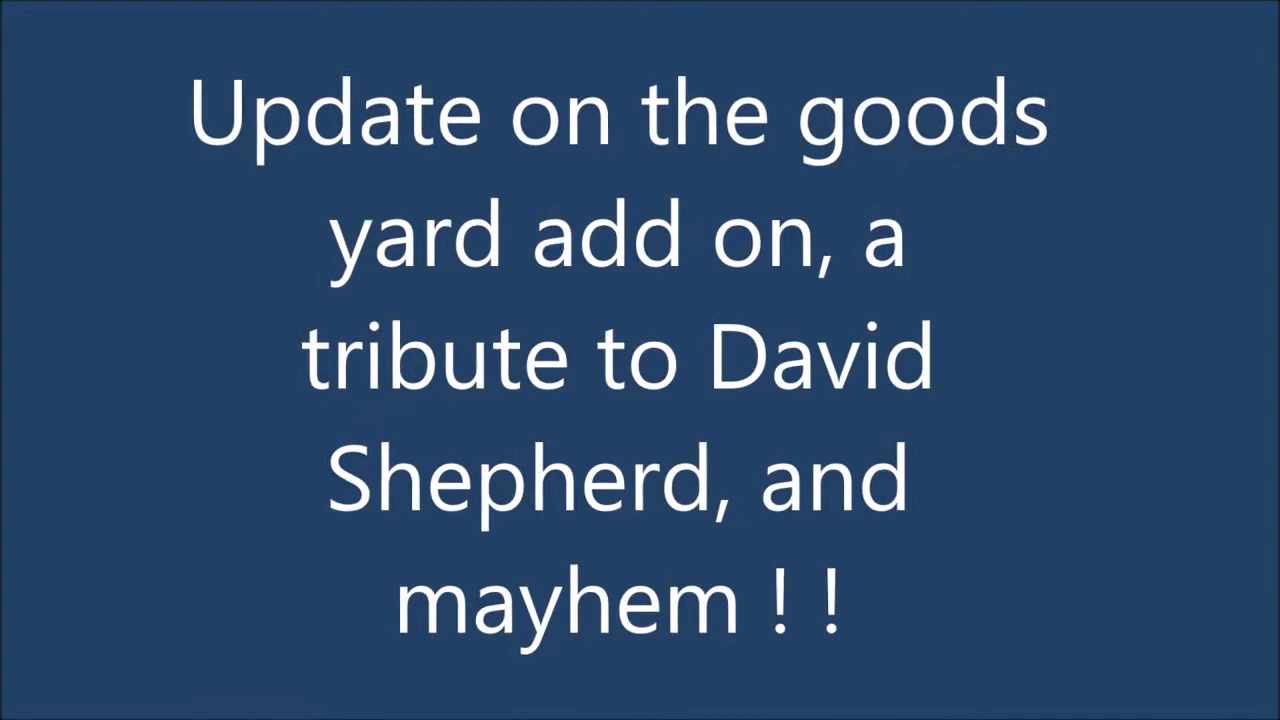 Update on the goods
yard add on, a
tribute to David
Shepherd, and
mayhem ! !